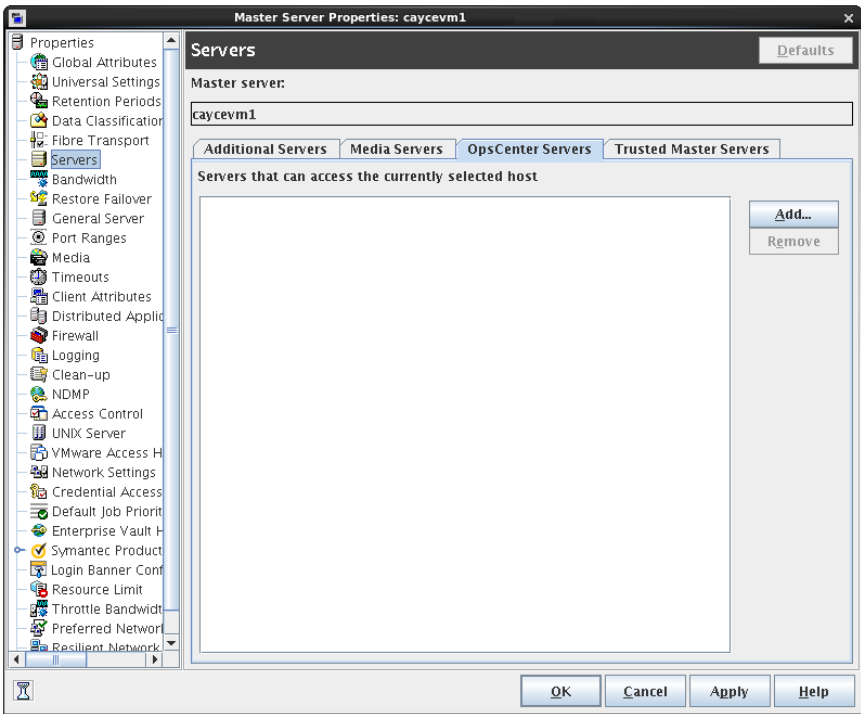 Master Server Properties: caycevm1
Properties
Global Attributes
Universal Settings
Retention Periods
Data Classification
Fibre Transport
Servers
Bandwidth
Restore Failover
General Server
Port Ranges
Media
Timeouts
Client Attributes
Distributed Applic
Firewall
Logging
Clean-up
NDMP
Access Control
UNIX Server
VMware Access H
Network Settings
Credential Access
Default Job Priorit
Enterprise Vault H
Symantec Product
Login Banner Conf
Resource Limit
Throttle Bandwidt
Preferred Networl
Resilient Network
Servers
Defaults
Master server:
caycevm1
Additional Servers
Media Servers
OpsCenter Servers
Trusted Master Servers
Servers that can access the currently selected host
Add...
Remove
OK
Cancel
Apply
Help